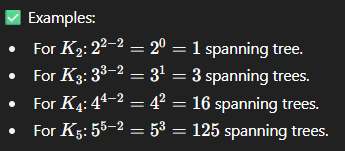 ✅ Examples:
• For K₂: 2²⁻² = 2⁰ = 1 spanning tree.
• For K₃: 3³⁻² = 3¹ = 3 spanning trees.
• For K₄: 4⁴⁻² = 4² = 16 spanning trees.
• For K₅: 5⁵⁻² = 5³ = 125 spanning trees.